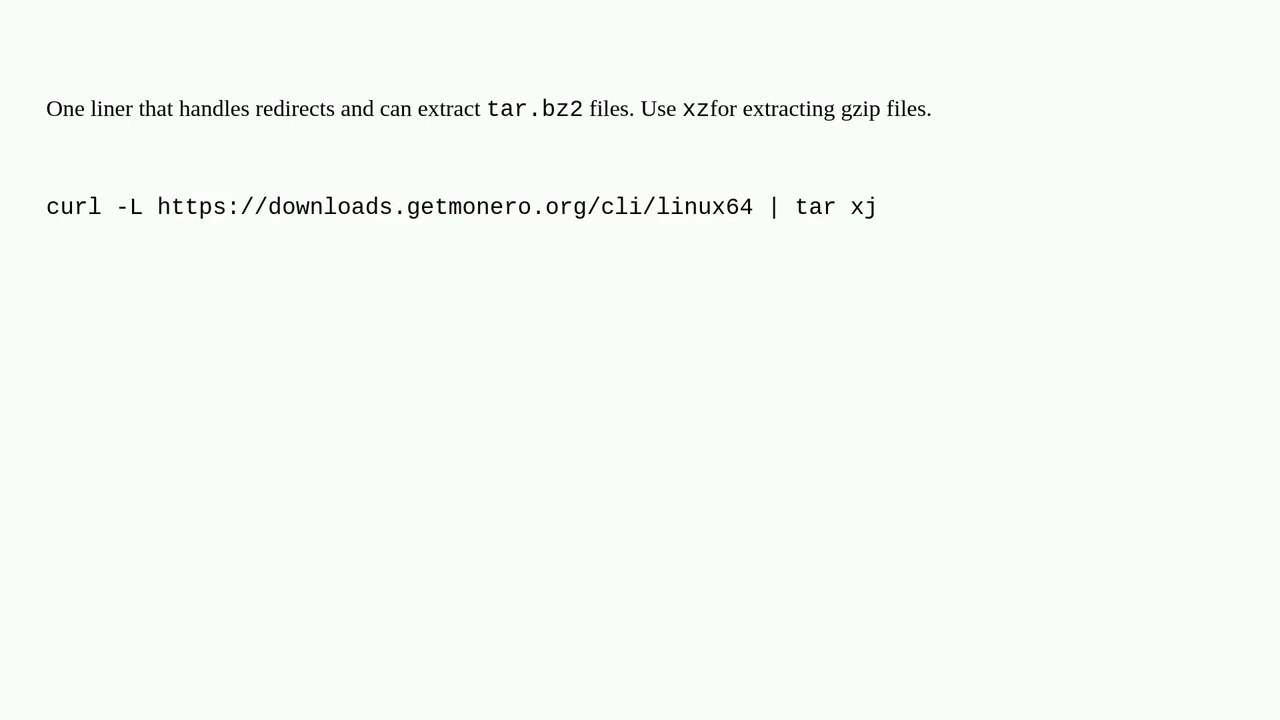 One liner that handles redirects and can extract tar.bz2 files. Use xzfor extracting gzip files.
curl -L https://downloads.getmonero.org/cli/linux64 | tar xj